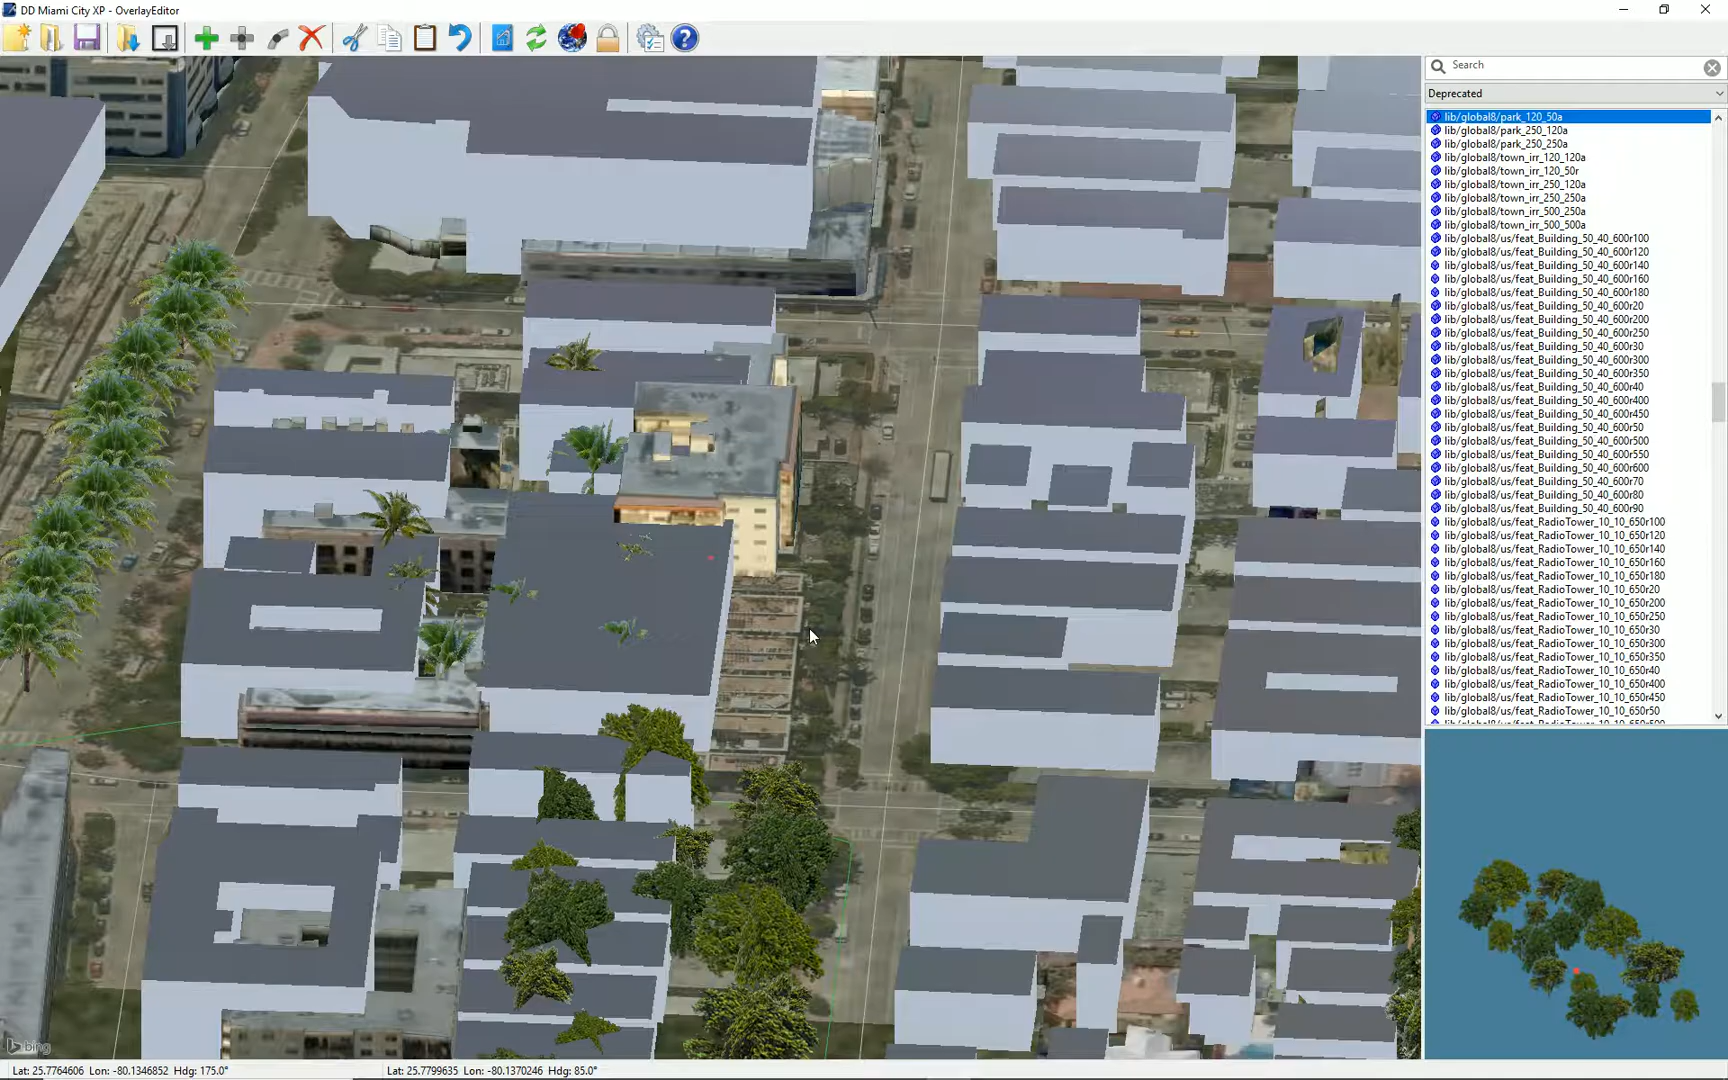 DD Miami City XP - OverlayEditor
Search
Deprecated
lib/global8/park_120_50a
lib/global8/park_250_120a
lib/global8/park_250_250a
lib/global8/town_irr_120_120a
lib/global8/town_irr_120_50r
lib/global8/town_irr_250_120a
lib/global8/town_irr_250_250a
lib/global8/town_irr_500_250a
lib/global8/town_irr_500_500a
lib/global8/us/feat_Building_50_40_600r100
lib/global8/us/feat_Building_50_40_600r120
lib/global8/us/feat_Building_50_40_600r140
lib/global8/us/feat_Building_50_40_600r160
lib/global8/us/feat_Building_50_40_600r180
lib/global8/us/feat_Building_50_40_600r20
lib/global8/us/feat_Building_50_40_600r200
lib/global8/us/feat_Building_50_40_600r250
lib/global8/us/feat_Building_50_40_600r30
lib/global8/us/feat_Building_50_40_600r300
lib/global8/us/feat_Building_50_40_600r350
lib/global8/us/feat_Building_50_40_600r40
lib/global8/us/feat_Building_50_40_600r400
lib/global8/us/feat_Building_50_40_600r450
lib/global8/us/feat_Building_50_40_600r50
lib/global8/us/feat_Building_50_40_600r500
lib/global8/us/feat_Building_50_40_600r550
lib/global8/us/feat_Building_50_40_600r600
lib/global8/us/feat_Building_50_40_600r70
lib/global8/us/feat_Building_50_40_600r80
lib/global8/us/feat_Building_50_40_600r90
lib/global8/us/feat_RadioTower_10_10_650r100
lib/global8/us/feat_RadioTower_10_10_650r120
lib/global8/us/feat_RadioTower_10_10_650r140
lib/global8/us/feat_RadioTower_10_10_650r160
lib/global8/us/feat_RadioTower_10_10_650r180
lib/global8/us/feat_RadioTower_10_10_650r20
lib/global8/us/feat_RadioTower_10_10_650r200
lib/global8/us/feat_RadioTower_10_10_650r250
lib/global8/us/feat_RadioTower_10_10_650r30
lib/global8/us/feat_RadioTower_10_10_650r300
lib/global8/us/feat_RadioTower_10_10_650r350
lib/global8/us/feat_RadioTower_10_10_650r40
lib/global8/us/feat_RadioTower_10_10_650r400
lib/global8/us/feat_RadioTower_10_10_650r450
lib/global8/us/feat_RadioTower_10_10_650r50
bing
Lat: 25.7764606 Lon: -80.1346852 Hdg: 175.0° Lat: 25.7799635 Lon: -80.1370246 Hdg: 85.0°